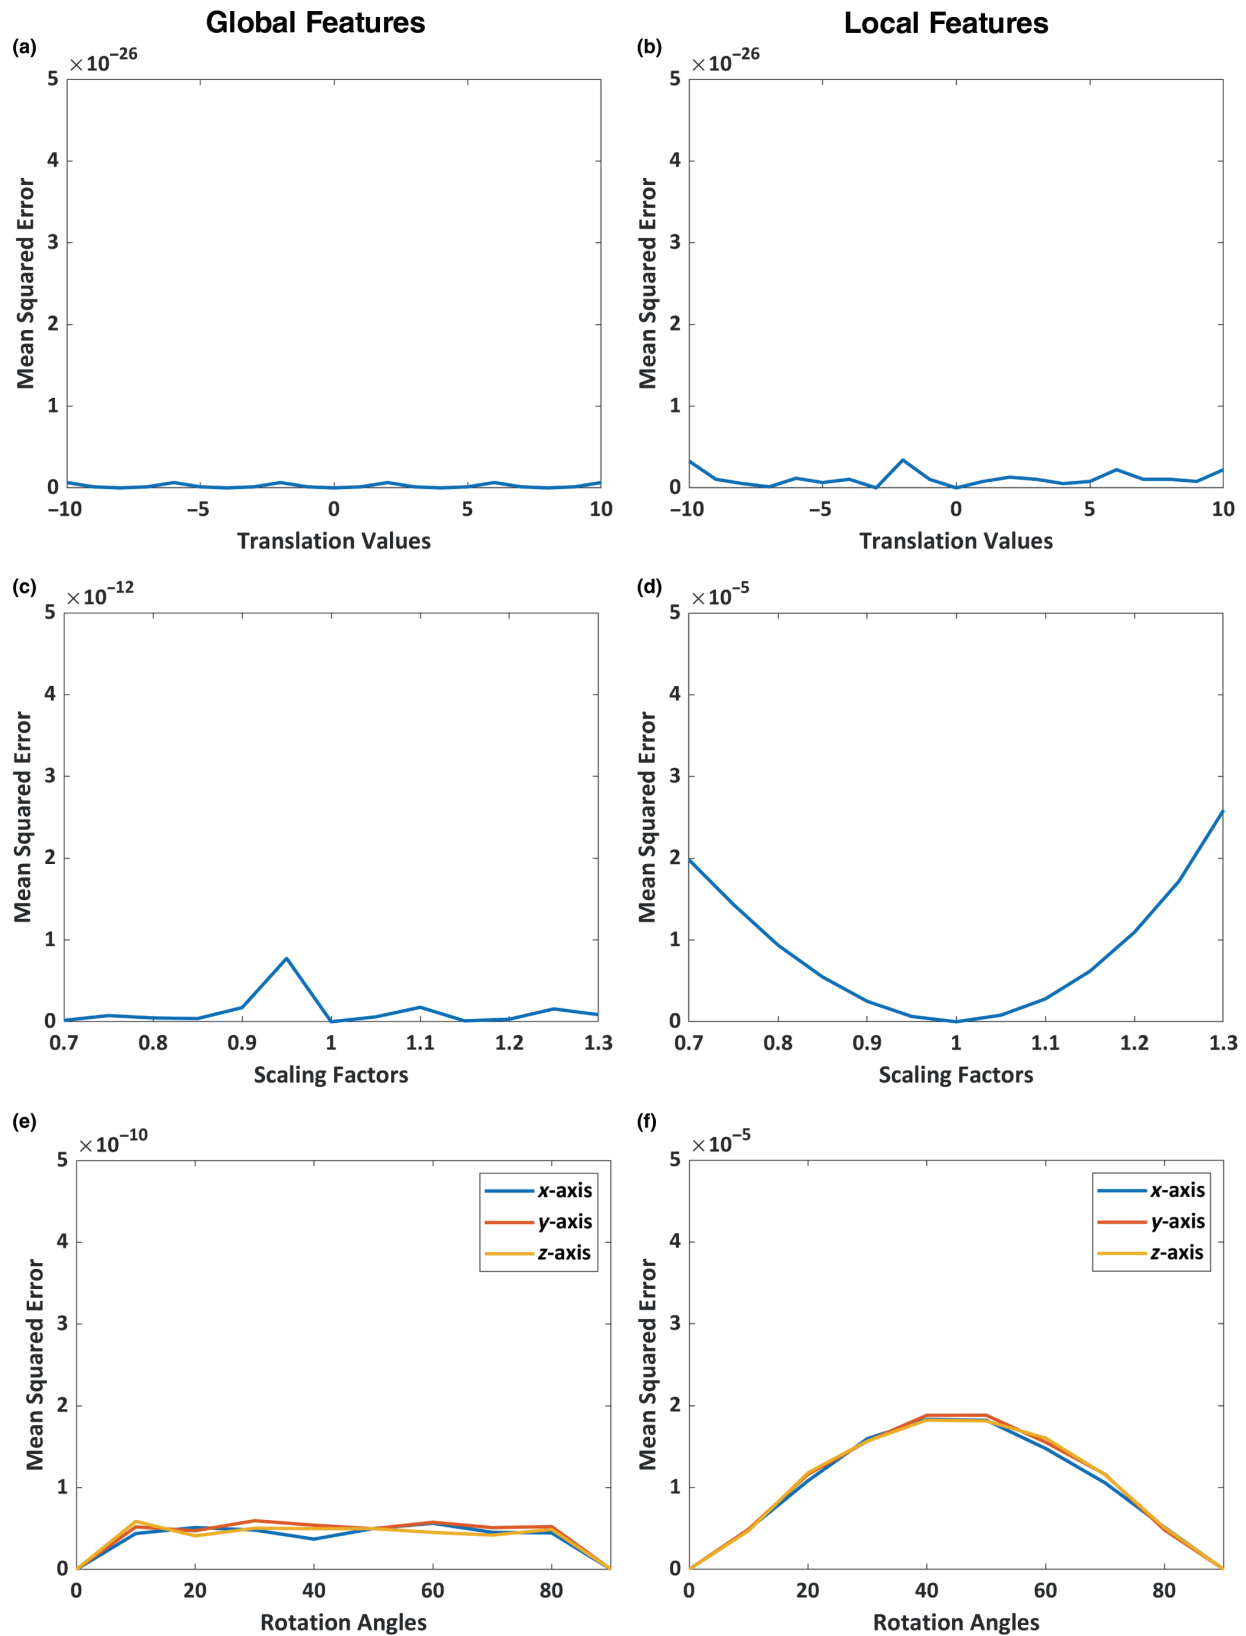 Global Features
Local Features
(a)
×10−26
5
4
3
2
1
0
Mean Squared Error
−10
−5
0
5
10
Translation Values
(b)
×10−26
5
4
3
2
1
0
Mean Squared Error
−10
−5
0
5
10
Translation Values
(c)
×10−12
5
4
3
2
1
0
Mean Squared Error
0.7
0.8
0.9
1
1.1
1.2
1.3
Scaling Factors
(d)
×10−5
5
4
3
2
1
0
Mean Squared Error
0.7
0.8
0.9
1
1.1
1.2
1.3
Scaling Factors
(e)
×10−10
5
4
3
2
1
0
Mean Squared Error
x-axis
y-axis
z-axis
0
20
40
60
80
Rotation Angles
(f)
×10−5
5
4
3
2
1
0
Mean Squared Error
x-axis
y-axis
z-axis
0
20
40
60
80
Rotation Angles